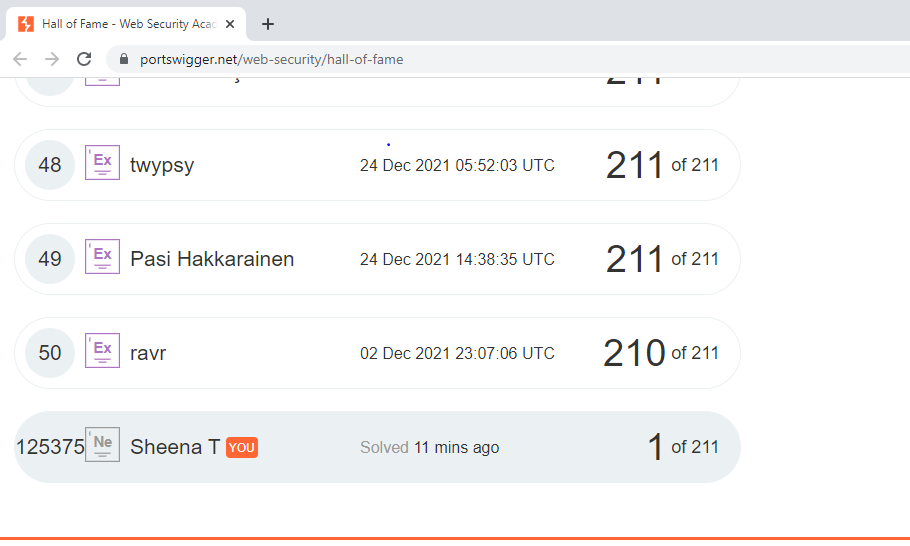 Hall of Fame - Web Security Aca
portswigger.net/web-security/hall-of-fame
211
48 Ex twypsy 24 Dec 2021 05:52:03 UTC 211 of 211
49 Ex Pasi Hakkarainen 24 Dec 2021 14:38:35 UTC 211 of 211
50 Ex ravr 02 Dec 2021 23:07:06 UTC 210 of 211
125375 Ne Sheena T YOU Solved 11 mins ago 1 of 211